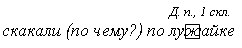 Д. п., 1 скл.
скакали (по чему?) по лужайке